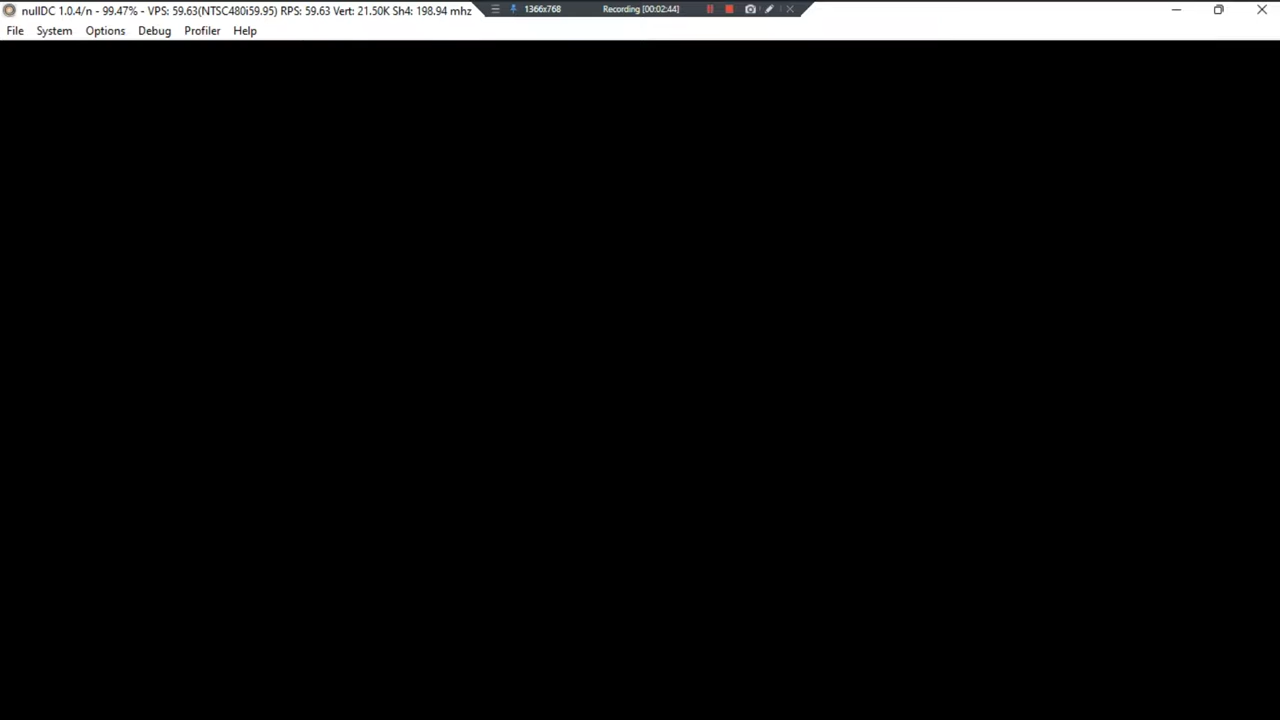 nullDC 1.0.4/n - 99.47% - VPS: 59.63(NTSC480i59.95) RPS: 59.63 Vert: 21.50K Sh4: 198.94 mhz
1366x768 Recording [00:02:44]
File System Options Debug Profiler Help